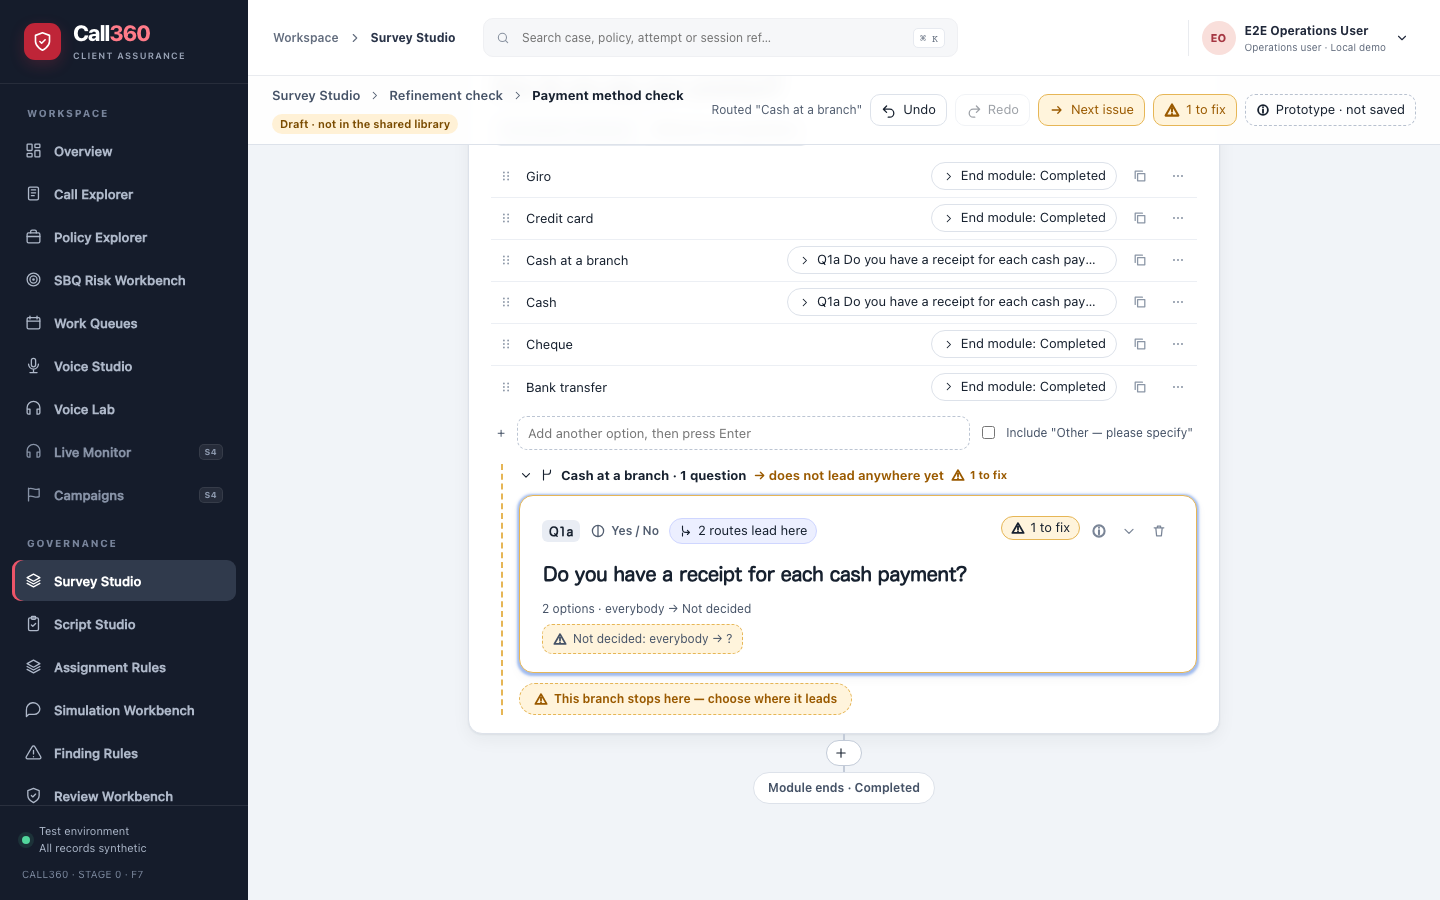 Call360
CLIENT ASSURANCE
WORKSPACE
Overview
Call Explorer
Policy Explorer
SBQ Risk Workbench
Work Queues
Voice Studio
Voice Lab
Live Monitor S4
Campaigns S4
GOVERNANCE
Survey Studio
Script Studio
Assignment Rules
Simulation Workbench
Finding Rules
Review Workbench
Test environment
All records synthetic
CALL360 · STAGE 0 · F7
Workspace > Survey Studio
Search case, policy, attempt or session ref... ⌘ K
EO
E2E Operations User
Operations user · Local demo
Survey Studio > Refinement check > Payment method check
Draft · not in the shared library
Routed "Cash at a branch" Undo Redo → Next issue 1 to fix Prototype · not saved
Giro > End module: Completed ···
Credit card > End module: Completed ···
Cash at a branch > Q1a Do you have a receipt for each cash pay... ···
Cash > Q1a Do you have a receipt for each cash pay... ···
Cheque > End module: Completed ···
Bank transfer > End module: Completed ···
+ Add another option, then press Enter Include "Other — please specify"
Cash at a branch · 1 question → does not lead anywhere yet 1 to fix
Q1a Yes / No 2 routes lead here 1 to fix
Do you have a receipt for each cash payment?
2 options · everybody → Not decided
Not decided: everybody → ?
This branch stops here — choose where it leads
+
Module ends · Completed